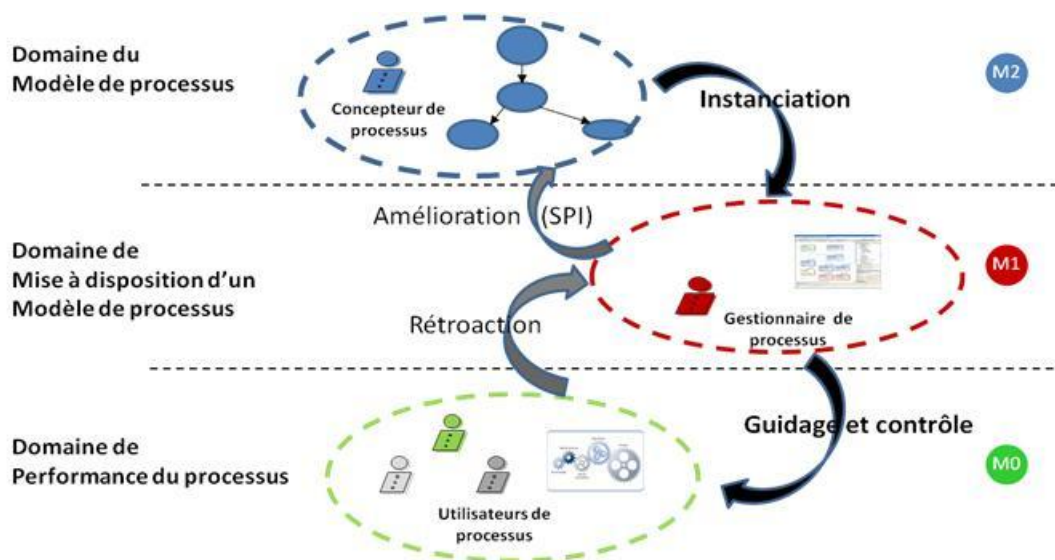 Domaine du
Modèle de processus
Concepteur de
processus
Instanciation
M2
Amélioration (SPI)
Domaine de
Mise à disposition d'un
Modèle de processus
Rétroaction
Gestionnaire de
processus
M1
Guidage et contrôle
Domaine de
Performance du processus
Utilisateurs de
processus
M0